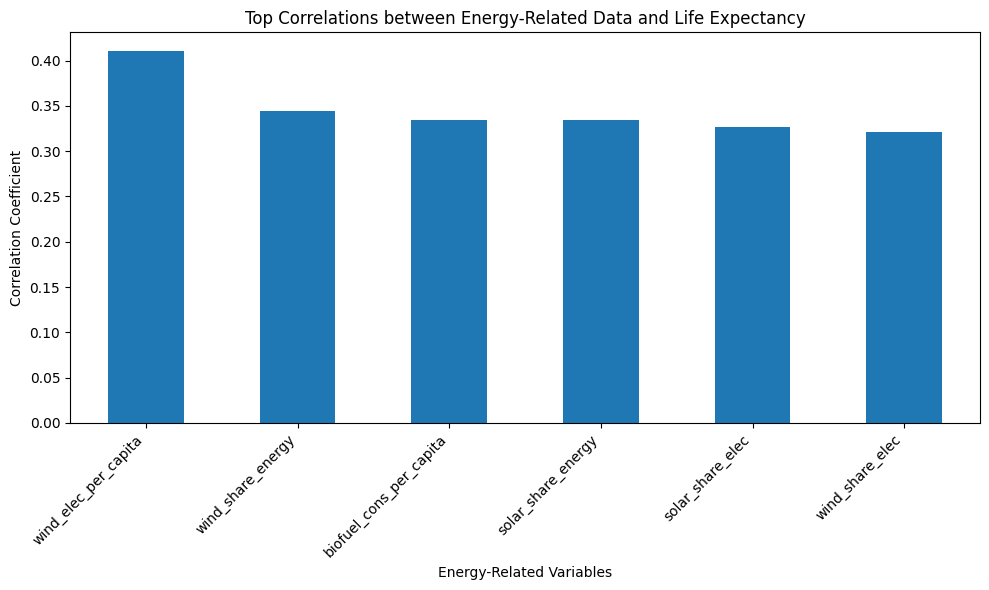 Top Correlations between Energy-Related Data and Life Expectancy
Correlation Coefficient
0.40
0.35
0.30
0.25
0.20
0.15
0.10
0.05
0.00
wind_elec_per_capita
wind_share_energy
biofuel_cons_per_capita
solar_share_energy
solar_share_elec
wind_share_elec
Energy-Related Variables